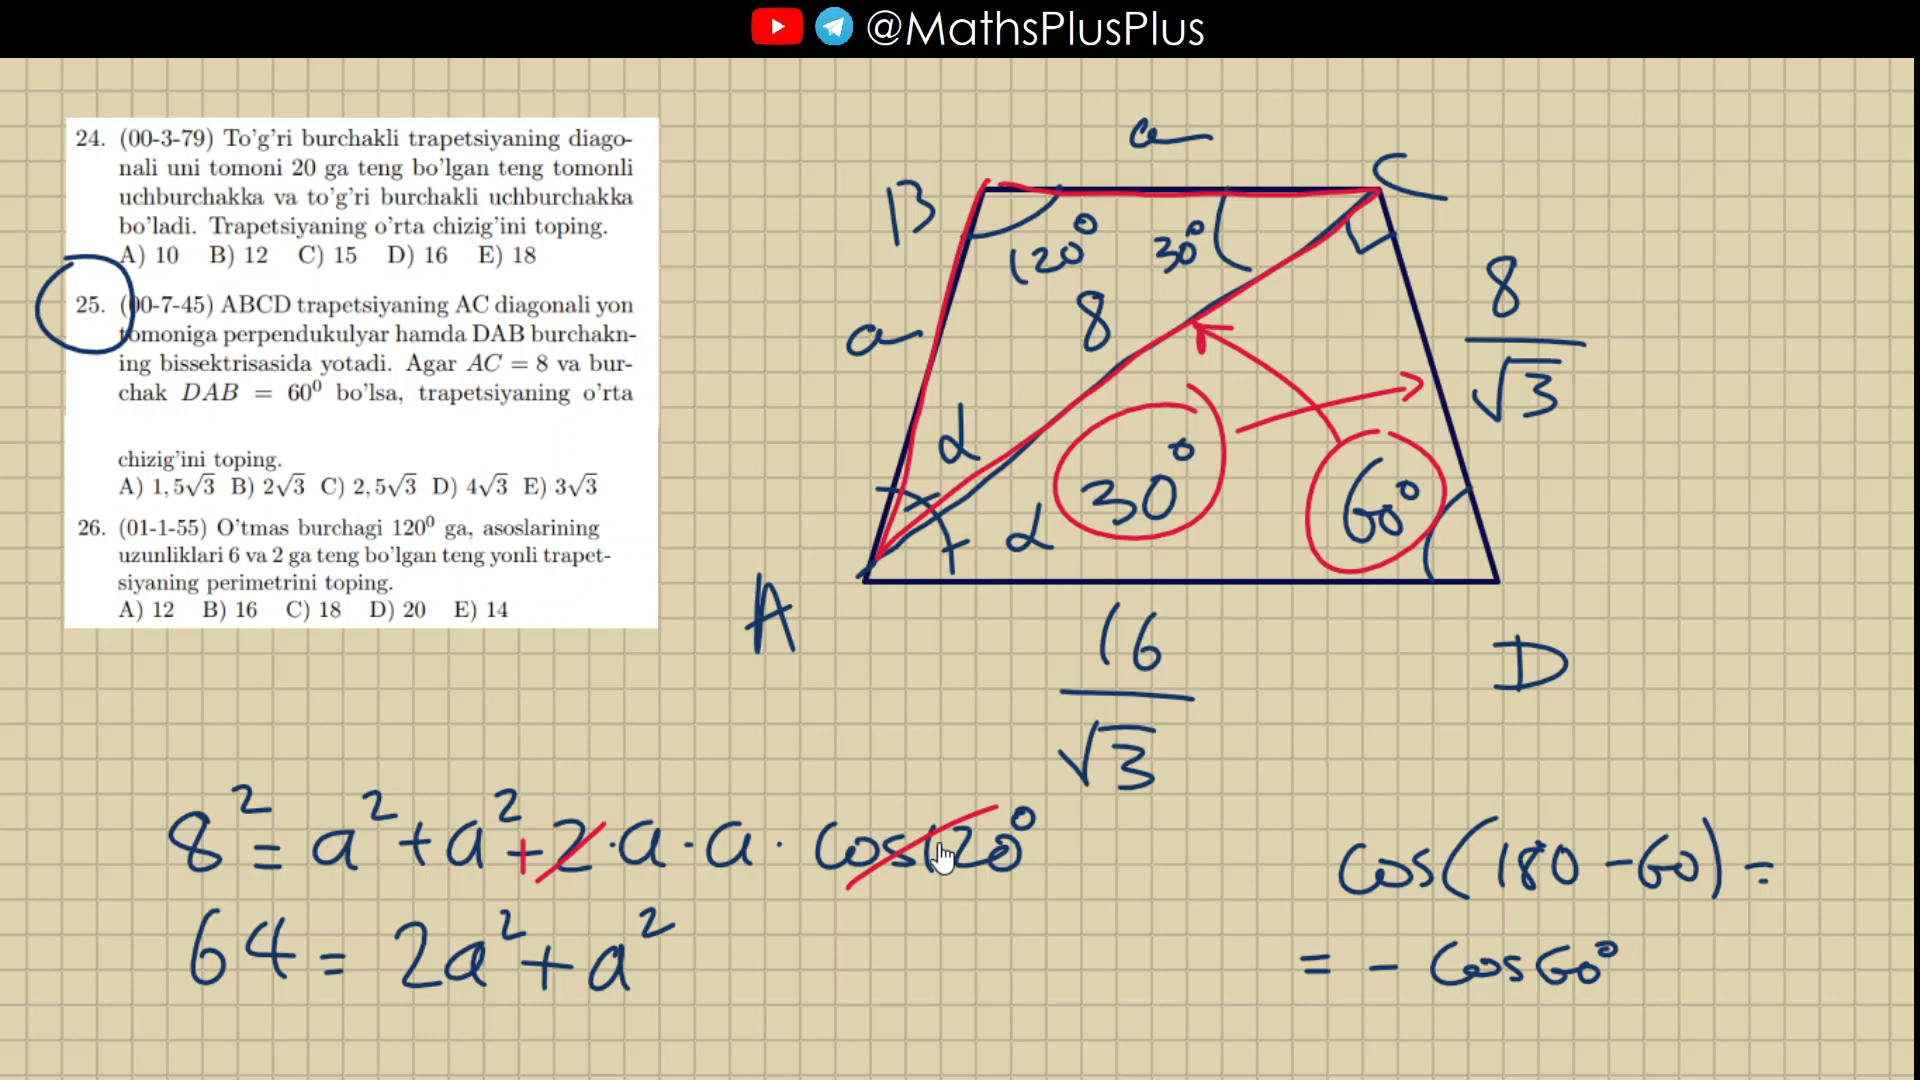 @MathsPlusPlus
24. (00-3-79) To'g'ri burchakli trapetsiyaning diago-
nali uni tomoni 20 ga teng bo'lgan teng tomonli
uchburchakka va to'g'ri burchakli uchburchakka
bo'ladi. Trapetsiyaning o'rta chizig'ini toping.
A) 10 B) 12 C) 15 D) 16 E) 18
25. (00-7-45) ABCD trapetsiyaning AC diagonali yon
tomoniga perpendukulyar hamda DAB burchakn-
ing bissektrisasida yotadi. Agar AC = 8 va bur-
chak DAB = 60⁰ bo'lsa, trapetsiyaning o'rta
chizig'ini toping.
A) 1,5√3 B) 2√3 C) 2,5√3 D) 4√3 E) 3√3
26. (01-1-55) O'tmas burchagi 120⁰ ga, asoslarining
uzunliklari 6 va 2 ga teng bo'lgan teng yonli trapet-
siyaning perimetrini toping.
A) 12 B) 16 C) 18 D) 20 E) 14
a
B
C
120°
30°
8
a
8/√3
α
α
30°
60°
A
D
16/√3
8² = a² + a² + 2 · a · a · cos120°
64 = 2a² + a²
cos(180 - 60) =
= - cos60°